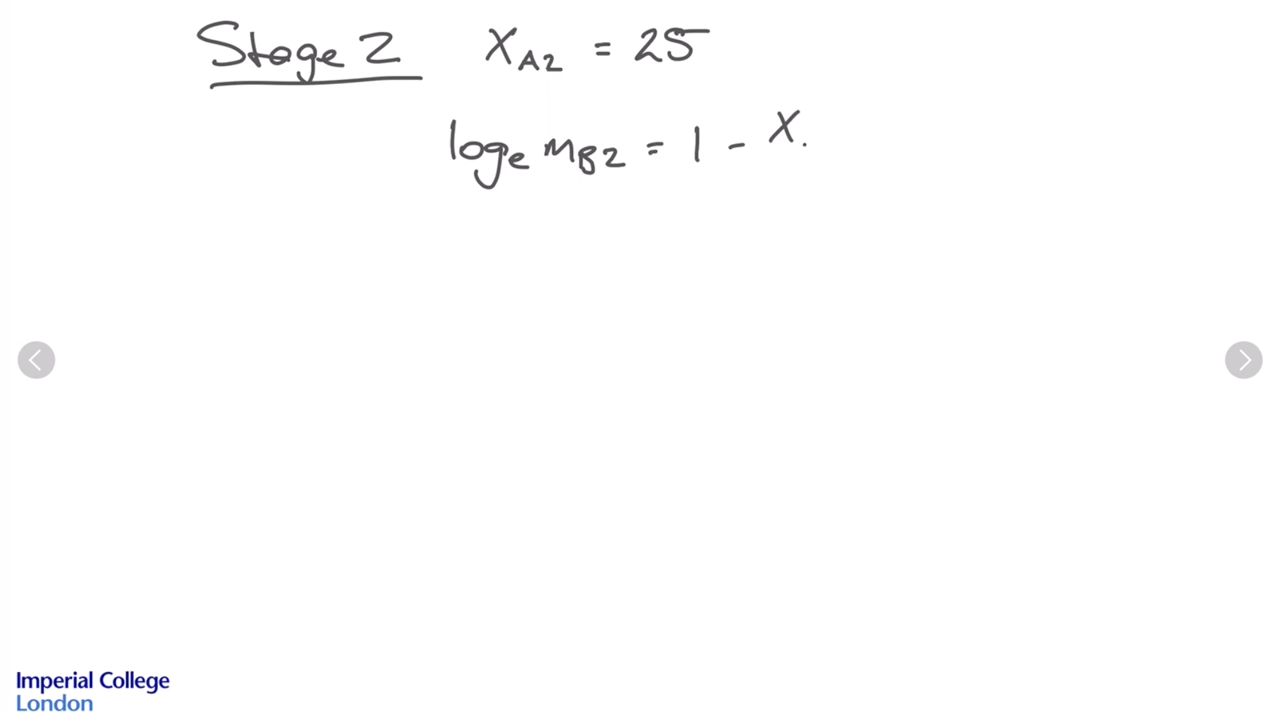 Stage 2 X_A2 = 25
log_e M_B2 = 1 - X.
Imperial College
London